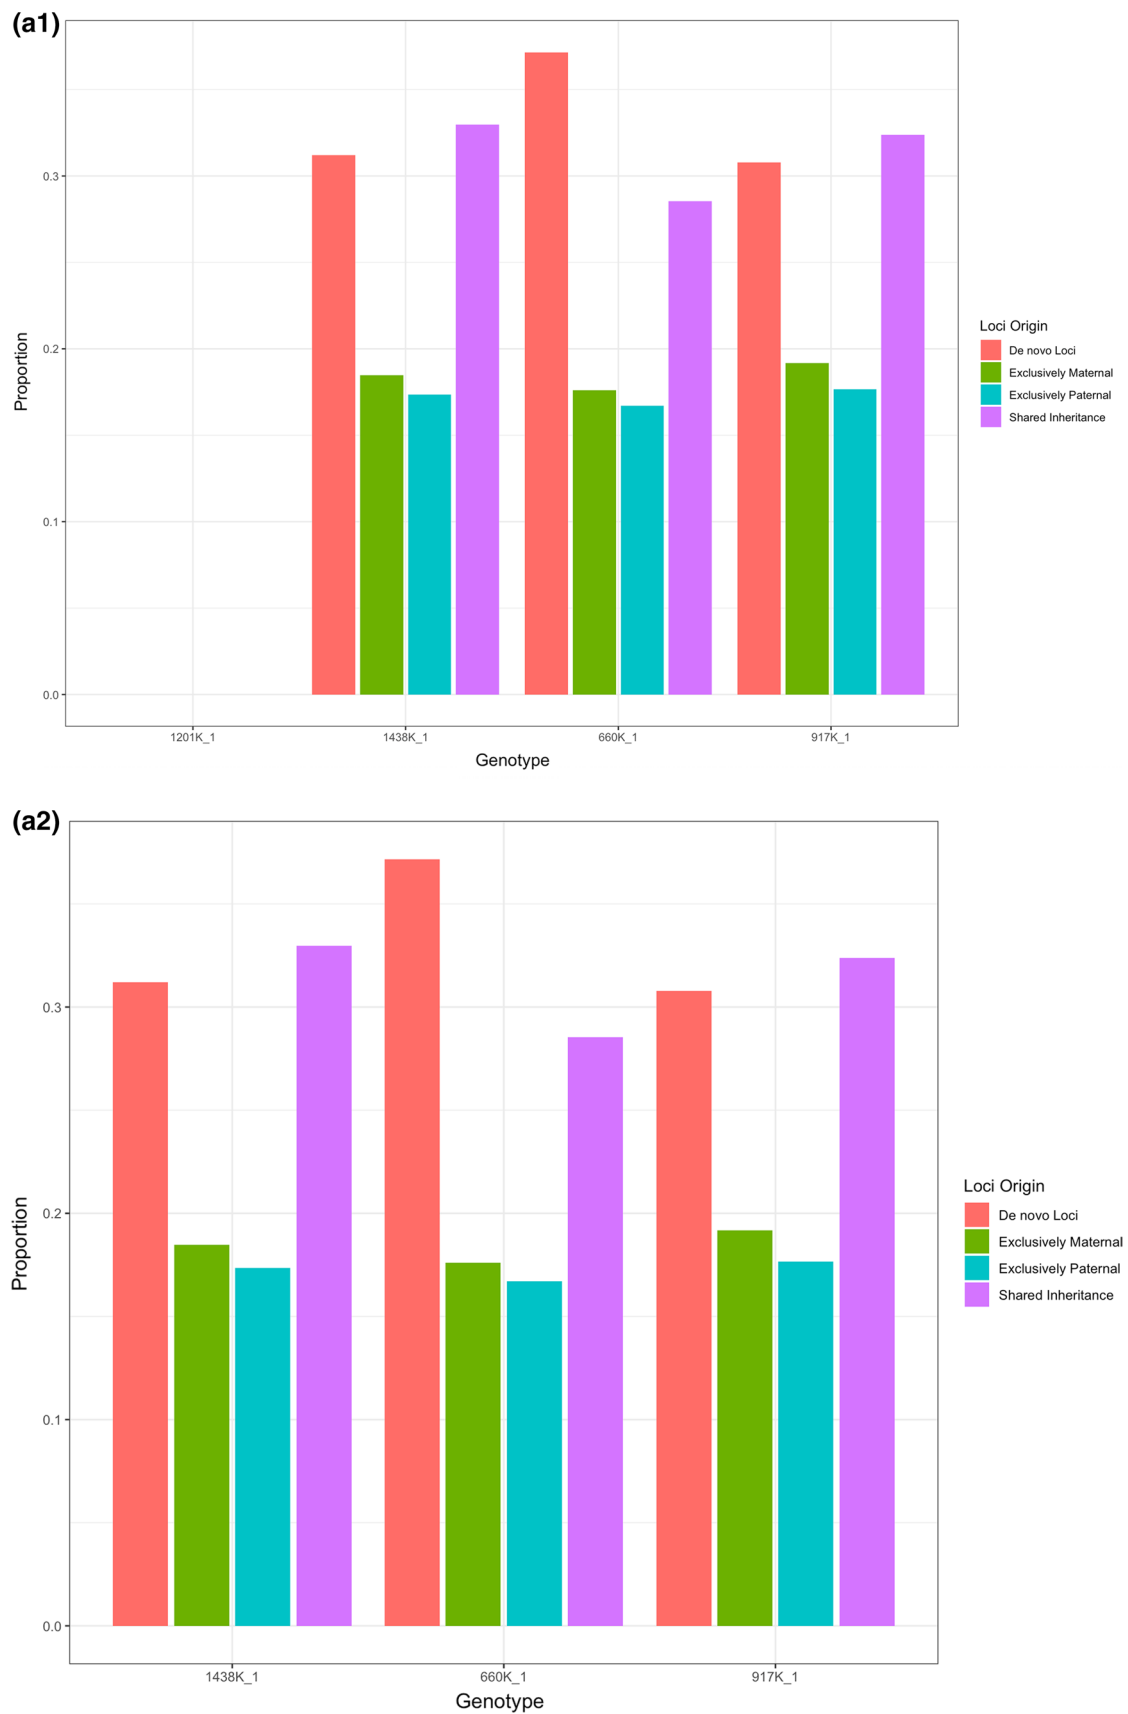 (a1)
Proportion
0.3
0.2
0.1
0.0
1201K_1 1438K_1 660K_1 917K_1
Genotype
Loci Origin
De novo Loci
Exclusively Maternal
Exclusively Paternal
Shared Inheritance
(a2)
Proportion
0.3
0.2
0.1
0.0
1438K_1 660K_1 917K_1
Genotype
Loci Origin
De novo Loci
Exclusively Maternal
Exclusively Paternal
Shared Inheritance